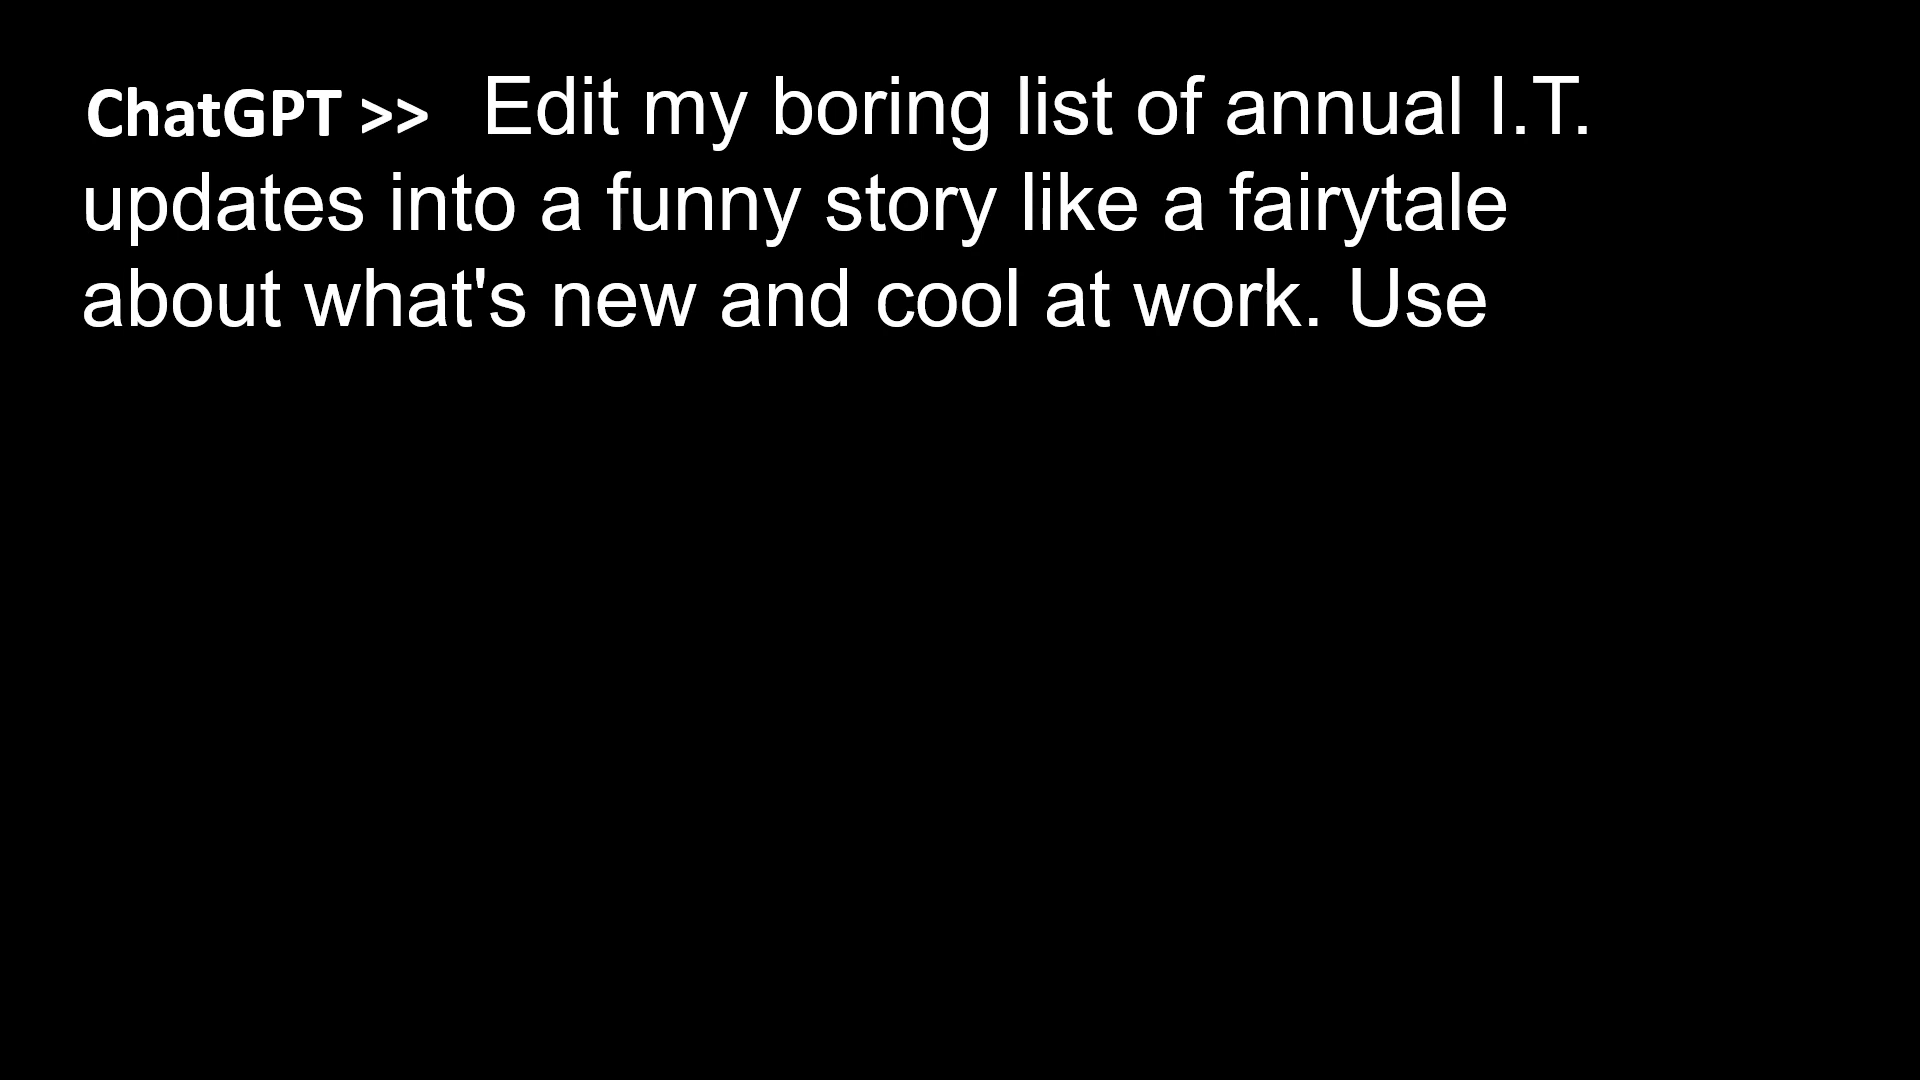 ChatGPT >> Edit my boring list of annual I.T.
updates into a funny story like a fairytale
about what's new and cool at work. Use